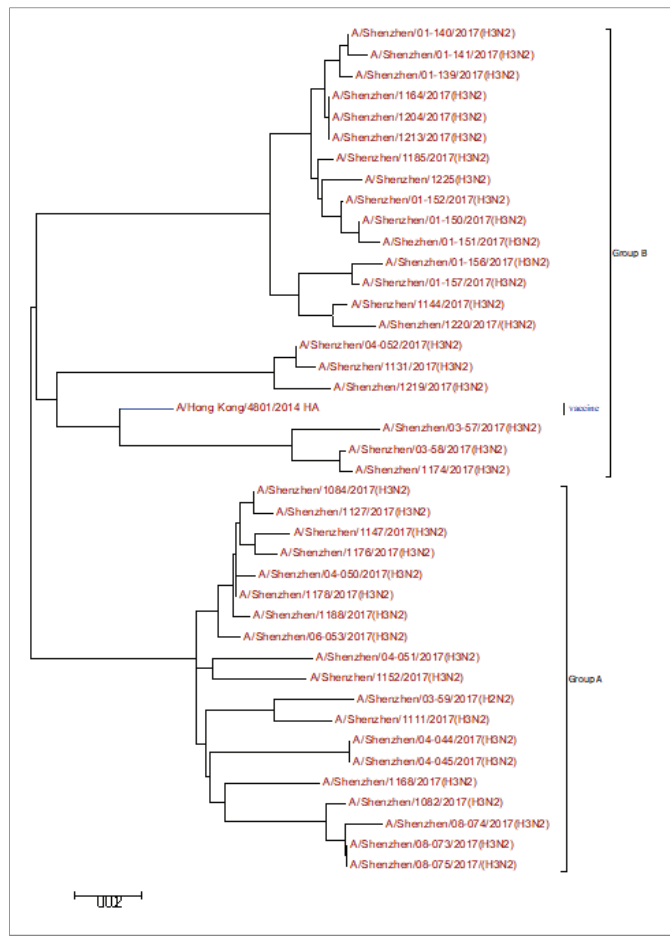 A/Shenzhen/01-140/2017(H3N2)
A/Shenzhen/01-141/2017(H3N2)
A/Shenzhen/01-139/2017(H3N2)
A/Shenzhen/1164/2017(H3N2)
A/Shenzhen/1204/2017(H3N2)
A/Shenzhen/1213/2017(H3N2)
A/Shenzhen/1185/2017(H3N2)
A/Shenzhen/1225(H3N2)
A/Shenzhen/01-152/2017(H3N2)
A/Shenzhen/01-150/2017(H3N2)
A/Shezhen/01-151/2017(H3N2)
Group B
A/Shenzhen/01-156/2017(H3N2)
A/Shenzhen/01-157/2017(H3N2)
A/Shenzhen/1144/2017(H3N2)
A/Shenzhen/1220/2017/(H3N2)
A/Shenzhen/04-052/2017(H3N2)
A/Shenzhen/1131/2017(H3N2)
A/Shenzhen/1219/2017(H3N2)
A/Hong Kong/4801/2014 HA
vaccine
A/Shenzhen/03-57/2017(H3N2)
A/Shenzhen/03-58/2017(H3N2)
A/Shenzhen/1174/2017(H3N2)
A/Shenzhen/1084/2017(H3N2)
A/Shenzhen/1127/2017(H3N2)
A/Shenzhen/1147/2017(H3N2)
A/Shenzhen/1176/2017(H3N2)
A/Shenzhen/04-050/2017(H3N2)
A/Shenzhen/1178/2017(H3N2)
A/Shenzhen/1188/2017(H3N2)
A/Shenzhen/06-053/2017(H3N2)
A/Shenzhen/04-051/2017(H3N2)
A/Shenzhen/1152/2017(H3N2)
Group A
A/Shenzhen/03-59/2017(H2N2)
A/Shenzhen/1111/2017(H3N2)
A/Shenzhen/04-044/2017(H3N2)
A/Shenzhen/04-045/2017(H3N2)
A/Shenzhen/1168/2017(H3N2)
A/Shenzhen/1082/2017(H3N2)
A/Shenzhen/08-074/2017(H3N2)
A/Shenzhen/08-073/2017(H3N2)
A/Shenzhen/08-075/2017/(H3N2)